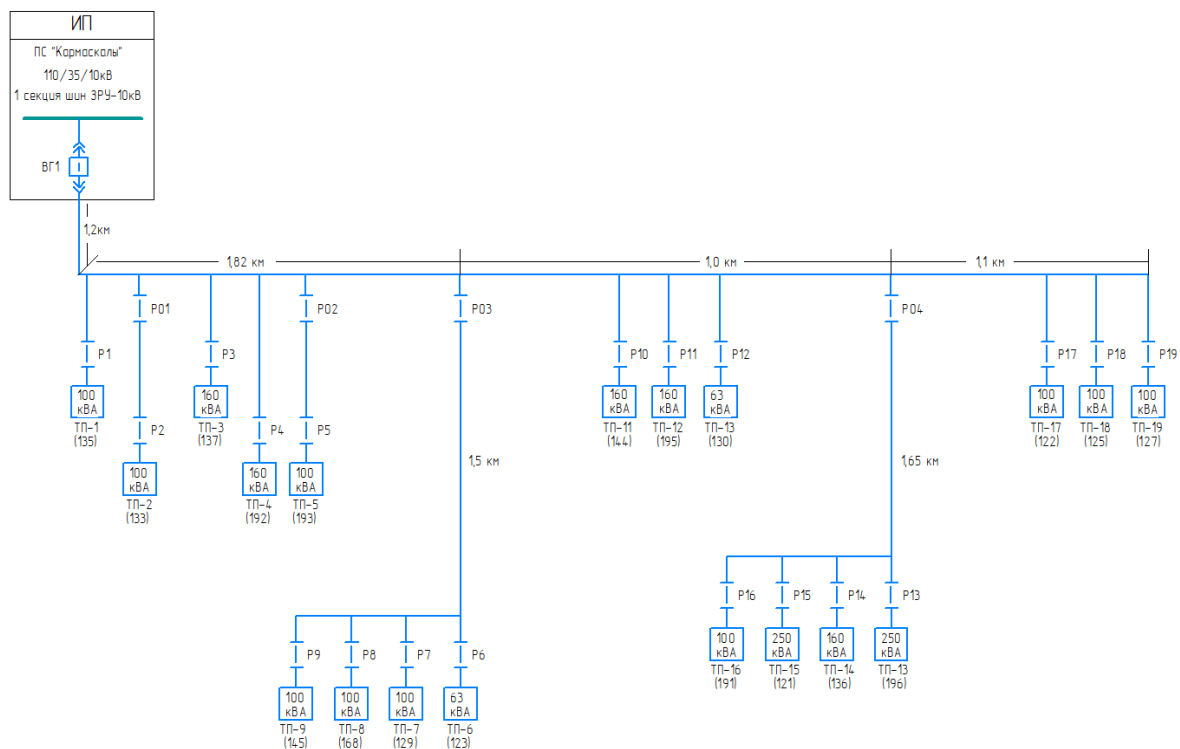 ИП
ПС "Кармаскалы"
110/35/10кВ
1 секция шин ЗРУ-10кВ
ВГ1
1,2км
1,82 км
1,0 км
1,1 км
Р01
Р02
Р03
Р04
Р1
Р3
Р10
Р11
Р12
Р17
Р18
Р19
100
кВА
ТП-1
(135)
160
кВА
ТП-3
(137)
160
кВА
ТП-11
(144)
160
кВА
ТП-12
(195)
63
кВА
ТП-13
(130)
100
кВА
ТП-17
(122)
100
кВА
ТП-18
(125)
100
кВА
ТП-19
(127)
Р2
Р4
Р5
100
кВА
ТП-2
(133)
160
кВА
ТП-4
(192)
100
кВА
ТП-5
(193)
1,5 км
1,65 км
Р16
Р15
Р14
Р13
100
кВА
ТП-16
(191)
250
кВА
ТП-15
(121)
160
кВА
ТП-14
(136)
250
кВА
ТП-13
(196)
Р9
Р8
Р7
Р6
100
кВА
ТП-9
(145)
100
кВА
ТП-8
(168)
100
кВА
ТП-7
(129)
63
кВА
ТП-6
(123)